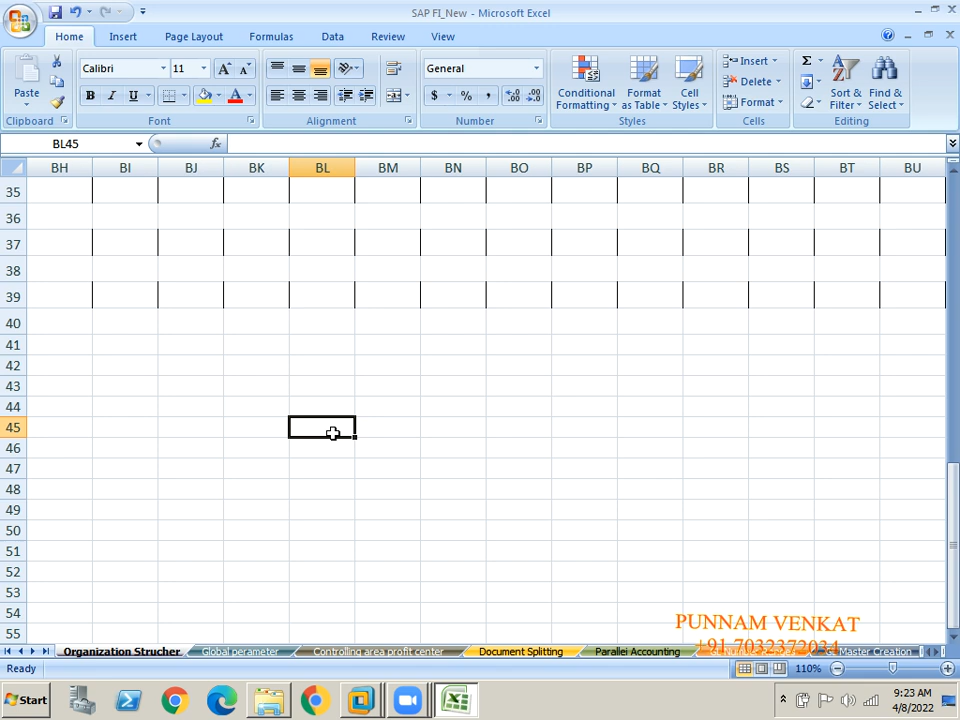 SAP FI_New - Microsoft Excel
Home Insert Page Layout Formulas Data Review View
Calibri 11 General Insert
Paste B I U $ % , Conditional Formatting Format as Table Cell Styles Delete Format Sort & Filter Find & Select
Clipboard Font Alignment Number Styles Cells Editing
BL45 fx
BH BI BJ BK BL BM BN BO BP BQ BR BS BT BU
35
36
37
38
39
40
41
42
43
44
45
46
47
48
49
50
51
52
53
54
55
PUNNAM VENKAT
+91 7032372034
Organization Strucher Global perameter Controlling area profit center Document Splitting Parallel Accounting Master Creation
Ready 110%
Start 9:23 AM
4/8/2022